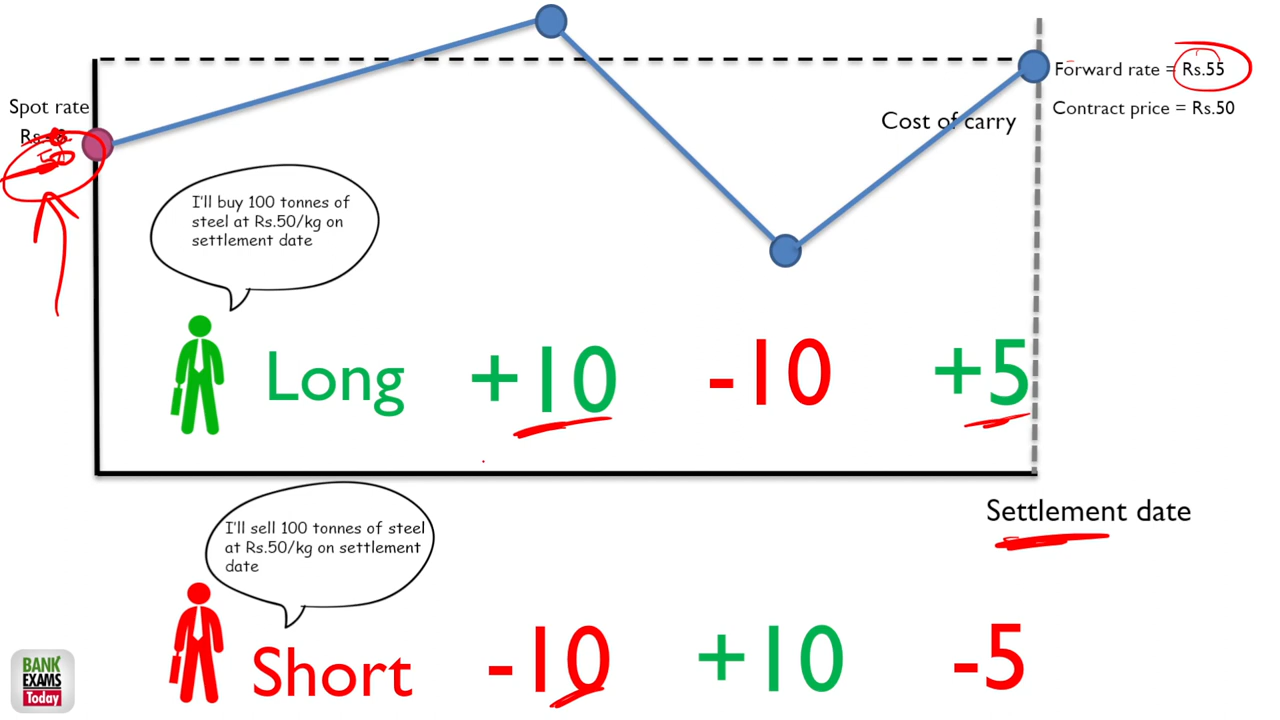 Forward rate = Rs.55
Contract price = Rs.50
Spot rate
50
Cost of carry
I'll buy 100 tonnes of
steel at Rs.50/kg on
settlement date
Long +10 -10 +5
Settlement date
I'll sell 100 tonnes of steel
at Rs.50/kg on settlement
date
Short -10 +10 -5
BANK
EXAMS
Today